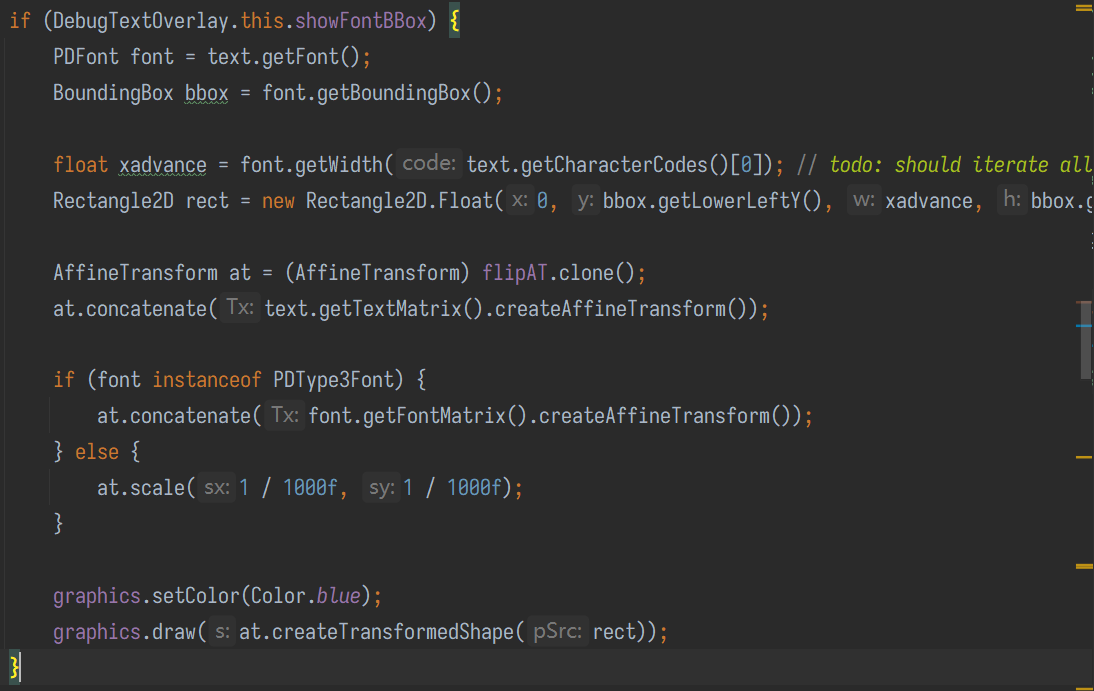 if (DebugTextOverlay.this.showFontBBox) {
PDFont font = text.getFont();
BoundingBox bbox = font.getBoundingBox();
float xadvance = font.getWidth( code: text.getCharacterCodes()[0]); // todo: should iterate all
Rectangle2D rect = new Rectangle2D.Float( x: 0, y: bbox.getLowerLeftY(), w: xadvance, h: bbox.g
AffineTransform at = (AffineTransform) flipAT.clone();
at.concatenate( Tx: text.getTextMatrix().createAffineTransform());
if (font instanceof PDType3Font) {
at.concatenate( Tx: font.getFontMatrix().createAffineTransform());
} else {
at.scale( sx: 1 / 1000f, sy: 1 / 1000f);
}
graphics.setColor(Color.blue);
graphics.draw( s: at.createTransformedShape( pSrc: rect));
}